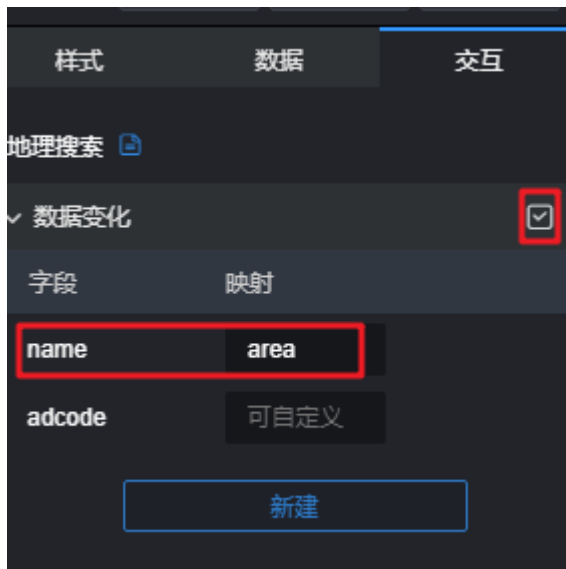 样式 数据 交互
地理搜索
数据变化
字段 映射
name area
adcode 可自定义
新建